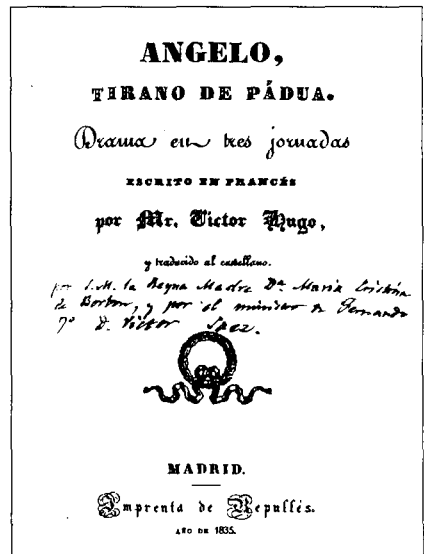 ANGELO,
TIRANO DE PÁDUA.
Drama en tres jornadas
ESCRITO EN FRANCÉS
por Mr. Victor Hugo,
y traducido al castellano.
por S.M. la Reyna Madre Dª Maria Cristina
de Borbon, y por el ministro de Fernando
7º D. Victor Saez.
MADRID.
Imprenta de Repullés.
AÑO DE 1835.